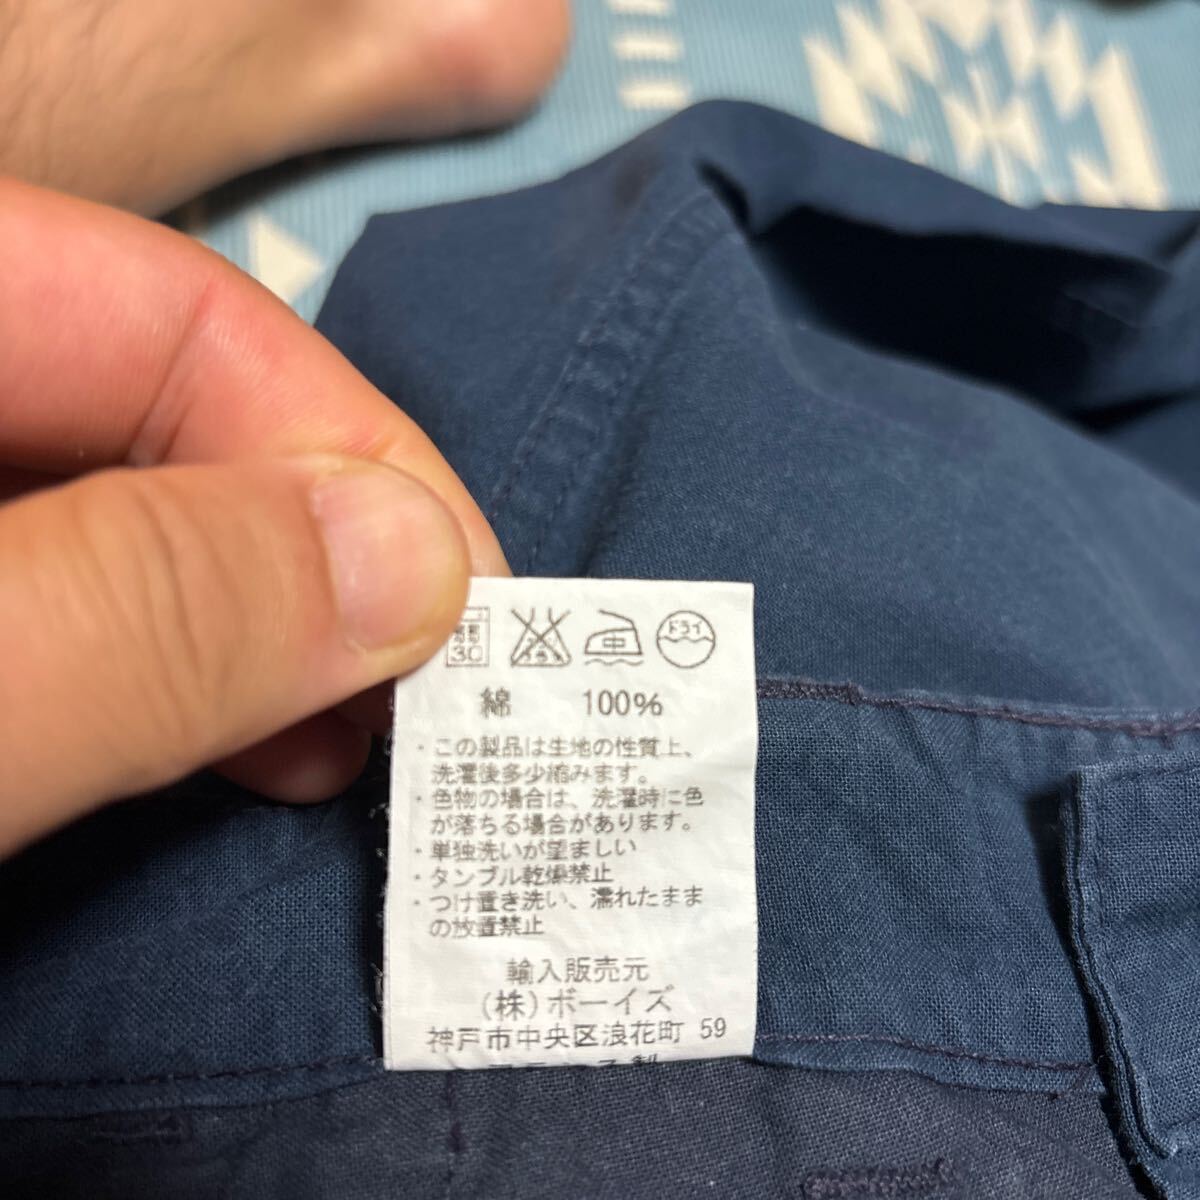 30
中 ドライ
綿 100%
・この製品は生地の性質上、
洗濯後多少縮みます。
・色物の場合は、洗濯時に色
が落ちる場合があります。
・単独洗いが望ましい
・タンブル乾燥禁止
・つけ置き洗い、濡れたまま
の放置禁止
輸入販売元
(株)ボーイズ
神戸市中央区浪花町 59